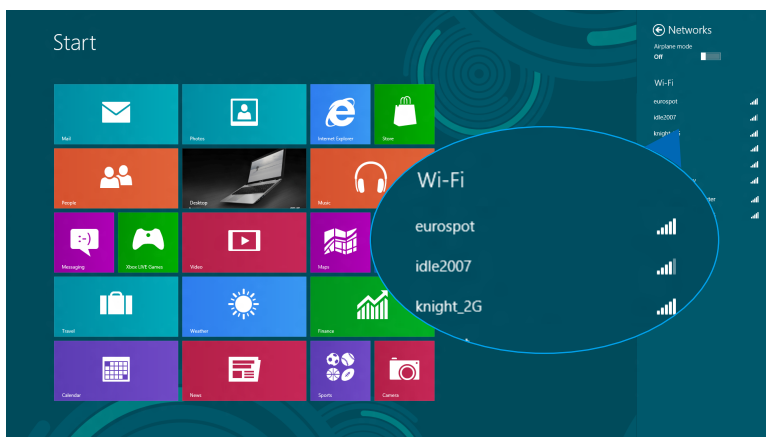 Start
Mail
Photos
Internet Explorer
Store
People
Desktop
Music
Messaging
Xbox LIVE Games
Video
Maps
Travel
Weather
Finance
Calendar
News
Sports
Camera
Networks
Airplane mode
Off
Wi-Fi
eurospot
idle2007
Wi-Fi
eurospot
idle2007
knight_2G